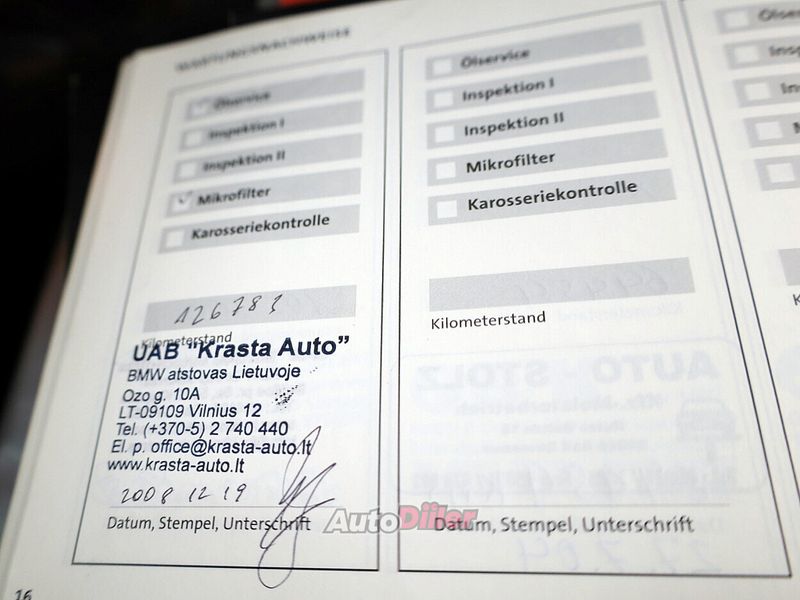 Ölservice
Inspektion I
Inspektion II
Mikrofilter
Karosseriekontrolle
126783
Kilometerstand
UAB "Krasta Auto"
BMW atstovas Lietuvoje
Ozo g. 10A
LT-09109 Vilnius 12
Tel. (+370-5) 2 740 440
El. p. office@krasta-auto.lt
www.krasta-auto.lt
2008 12 19
Datum, Stempel, Unterschrift
16
Ölservice
Inspektion I
Inspektion II
Mikrofilter
Karosseriekontrolle
Kilometerstand
AUTO - STOLZ
Datum, Stempel, Unterschrift
AutoDiiler